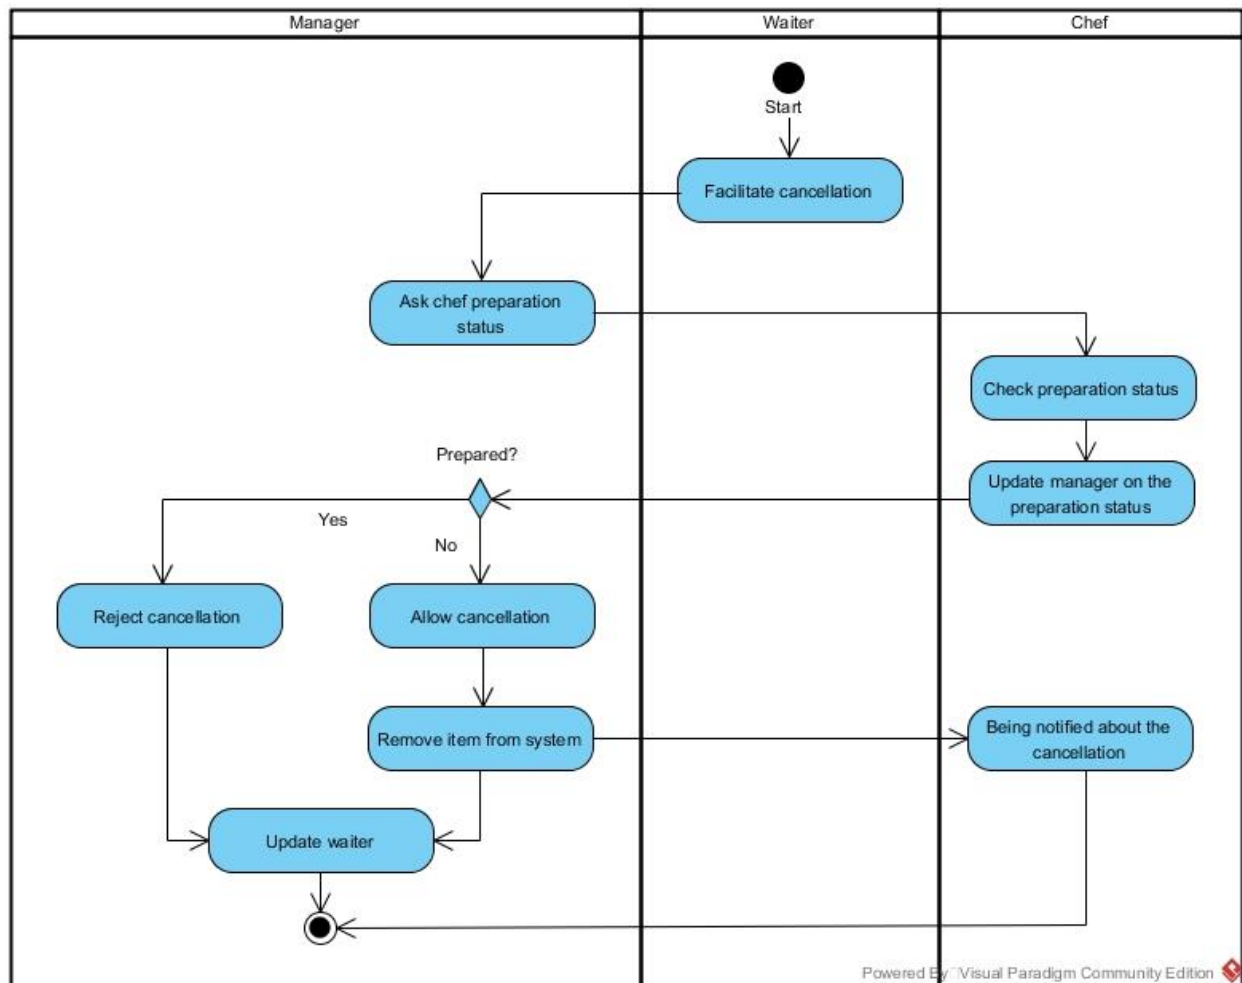 Manager
Waiter
Chef
Start
Facilitate cancellation
Ask chef preparation
status
Check preparation status
Prepared?
Update manager on the
preparation status
Yes
No
Reject cancellation
Allow cancellation
Remove item from system
Being notified about the
cancellation
Update waiter
Powered By Visual Paradigm Community Edition